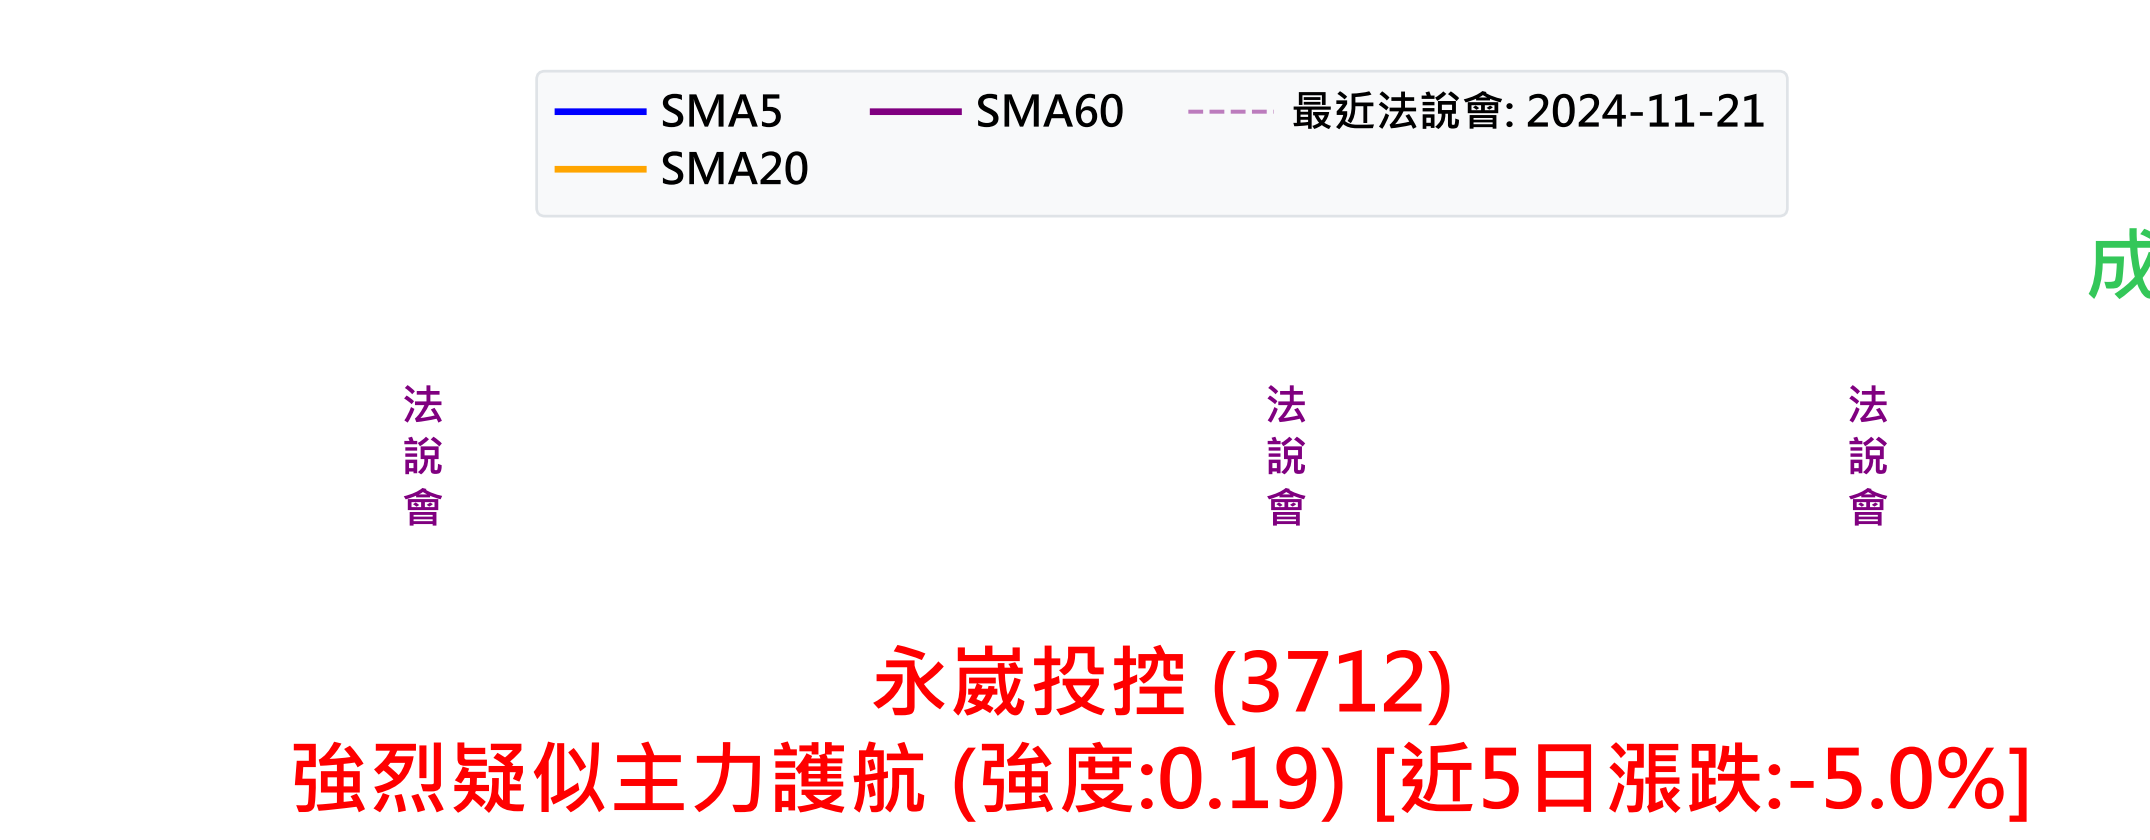 SMA5
SMA20
SMA60
最近法說會: 2024-11-21
成
法說會
法說會
法說會
永崴投控 (3712)
強烈疑似主力護航 (強度:0.19) [近5日漲跌:-5.0%]